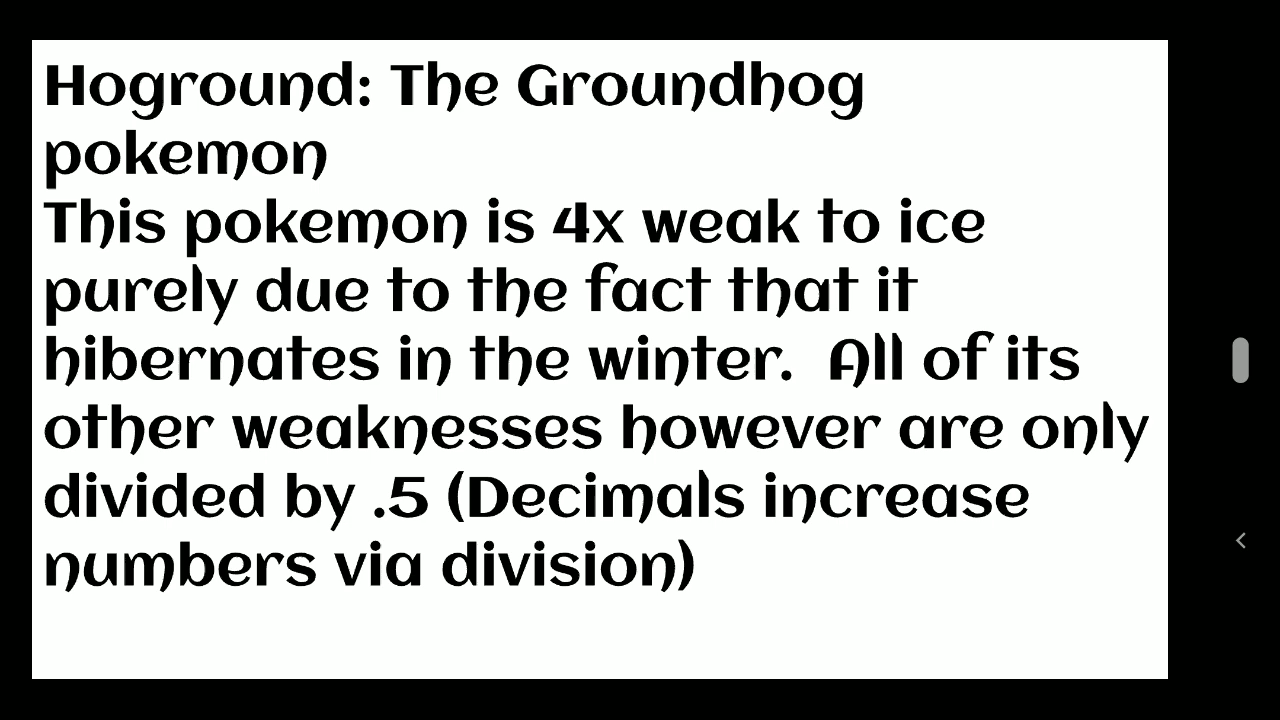 Hoground: The Groundhog
pokemon
This pokemon is 4x weak to ice
purely due to the fact that it
hibernates in the winter.  All of its
other weaknesses however are only
divided by .5 (Decimals increase
numbers via division)